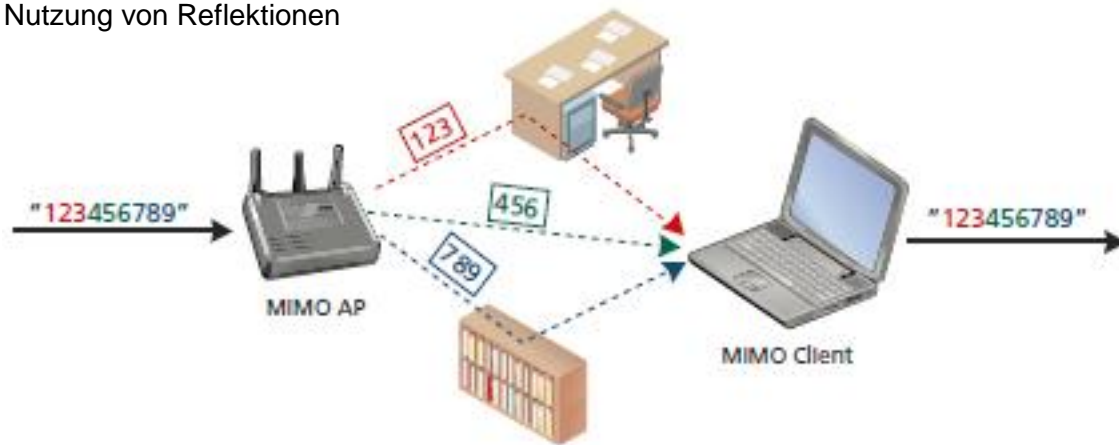 Nutzung von Reflektionen
123
"123456789"
456
"123456789"
789
MIMO AP
MIMO Client